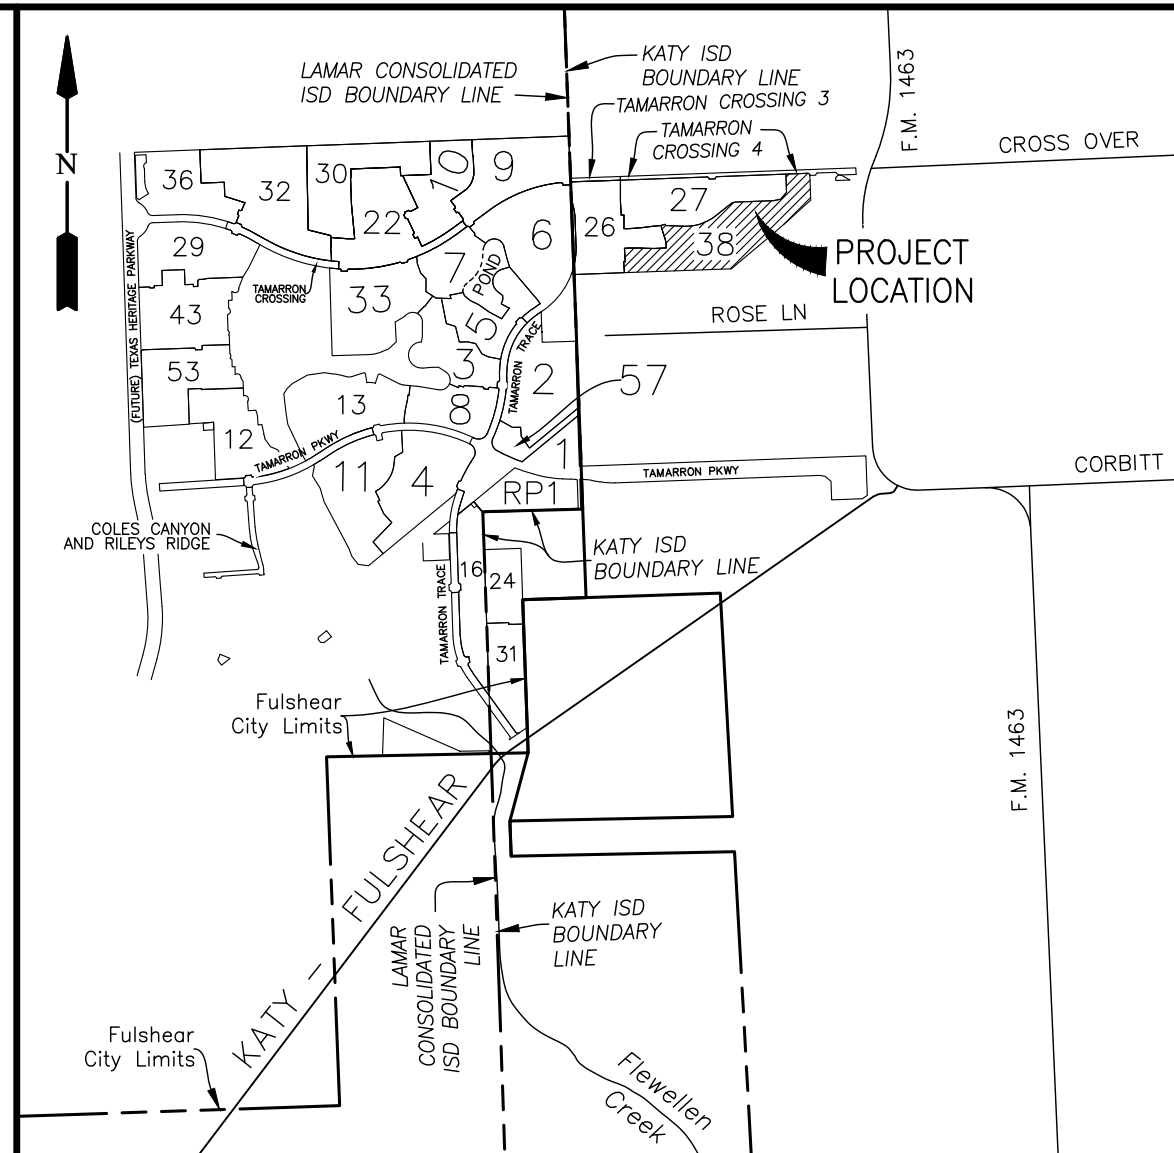 LAMAR CONSOLIDATED
ISD BOUNDARY LINE
KATY ISD
BOUNDARY LINE
TAMARRON CROSSING 3
TAMARRON
CROSSING 4
F.M. 1463
CROSS OVER
N
36
32
30
22
10
9
27
26
38
6
PROJECT
LOCATION
29
7
POND
TAMARRON
CROSSING
33
(FUTURE) TEXAS HERITAGE PARKWAY
43
5
ROSE LN
TAMARRON TRACE
53
3
2
57
13
8
12
TAMARRON PKWY
11
4
1
TAMARRON PKWY
CORBITT
RP1
COLES CANYON
AND RILEYS RIDGE
KATY ISD
BOUNDARY LINE
16
24
TAMARRON TRACE
31
Fulshear
City Limits
F.M. 1463
KATY - FULSHEAR
LAMAR
CONSOLIDATED
ISD BOUNDARY
LINE
KATY ISD
BOUNDARY
LINE
Fulshear
City Limits
Flewellen
Creek